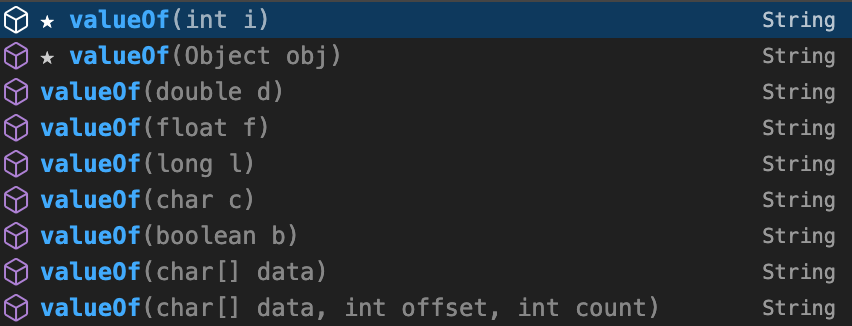 ★ valueOf(int i) String
★ valueOf(Object obj) String
valueOf(double d) String
valueOf(float f) String
valueOf(long l) String
valueOf(char c) String
valueOf(boolean b) String
valueOf(char[] data) String
valueOf(char[] data, int offset, int count) String